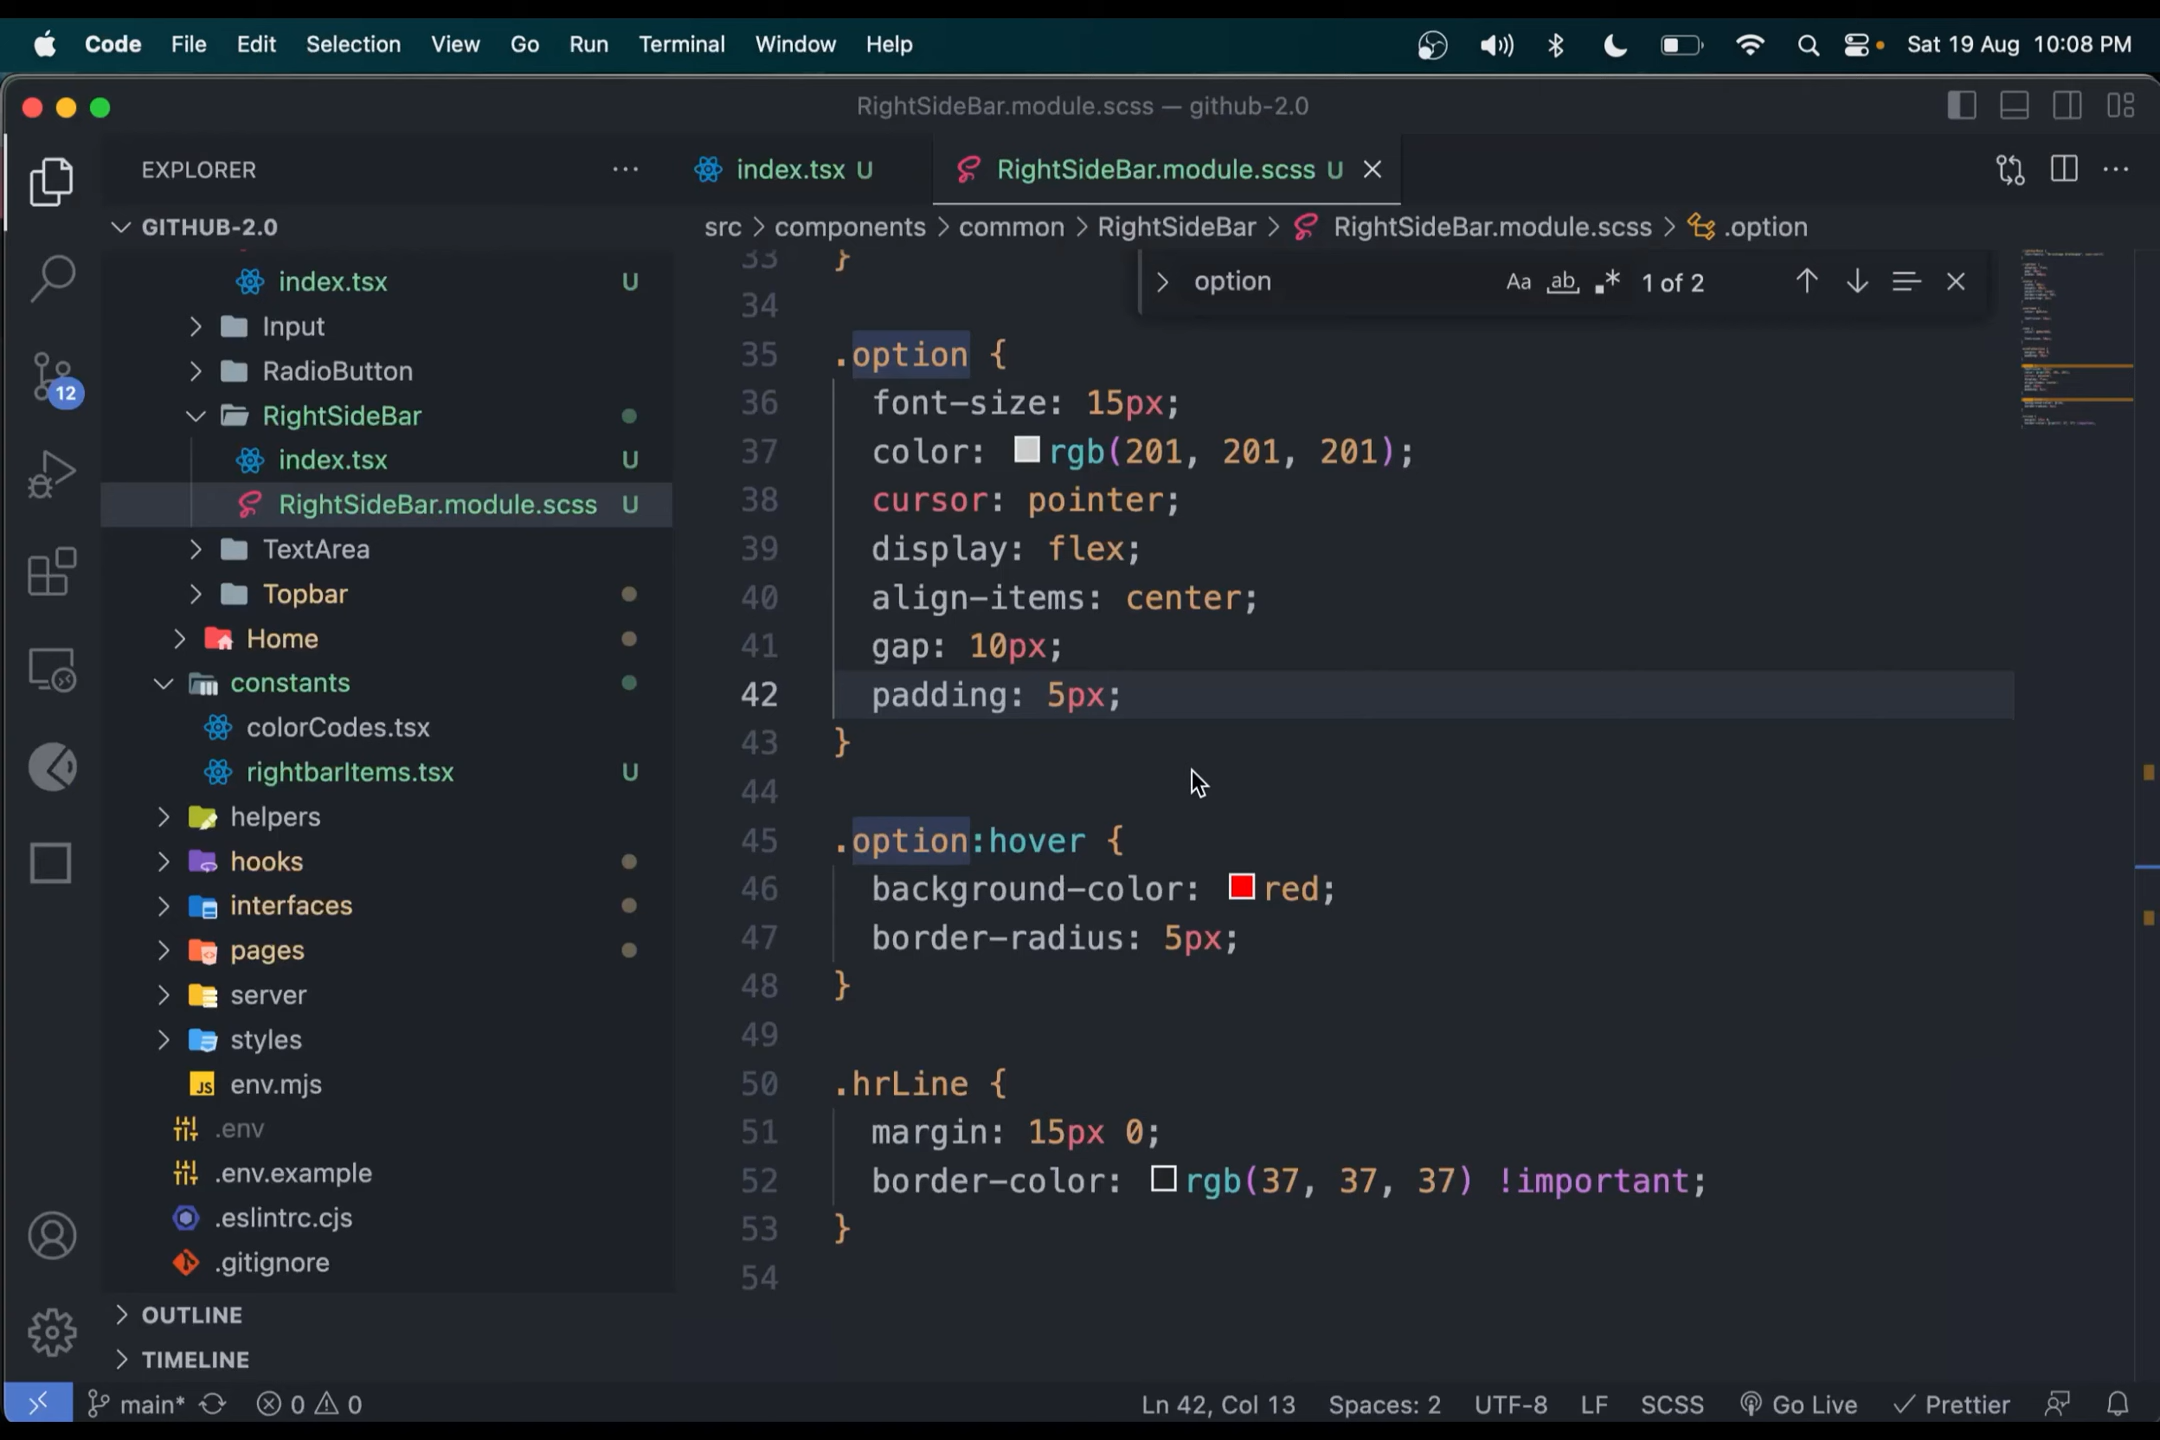 Code File Edit Selection View Go Run Terminal Window Help Sat 19 Aug 10:08 PM
RightSideBar.module.scss — github-2.0
EXPLORER
index.tsx U
RightSideBar.module.scss U
GITHUB-2.0
src > components > common > RightSideBar > RightSideBar.module.scss > .option
index.tsx U
Input
RadioButton
RightSideBar
index.tsx U
RightSideBar.module.scss U
TextArea
Topbar
Home
constants
colorCodes.tsx
rightbarItems.tsx U
helpers
hooks
interfaces
pages
server
styles
JS env.mjs
.env
.env.example
.eslintrc.cjs
.gitignore
OUTLINE
TIMELINE
12
option Aa ab .* 1 of 2
33 }
34
35 .option {
36 font-size: 15px;
37 color: rgb(201, 201, 201);
38 cursor: pointer;
39 display: flex;
40 align-items: center;
41 gap: 10px;
42 padding: 5px;
43 }
44
45 .option:hover {
46 background-color: red;
47 border-radius: 5px;
48 }
49
50 .hrLine {
51 margin: 15px 0;
52 border-color: rgb(37, 37, 37) !important;
53 }
54
main* 0 0 Ln 42, Col 13 Spaces: 2 UTF-8 LF SCSS Go Live Prettier